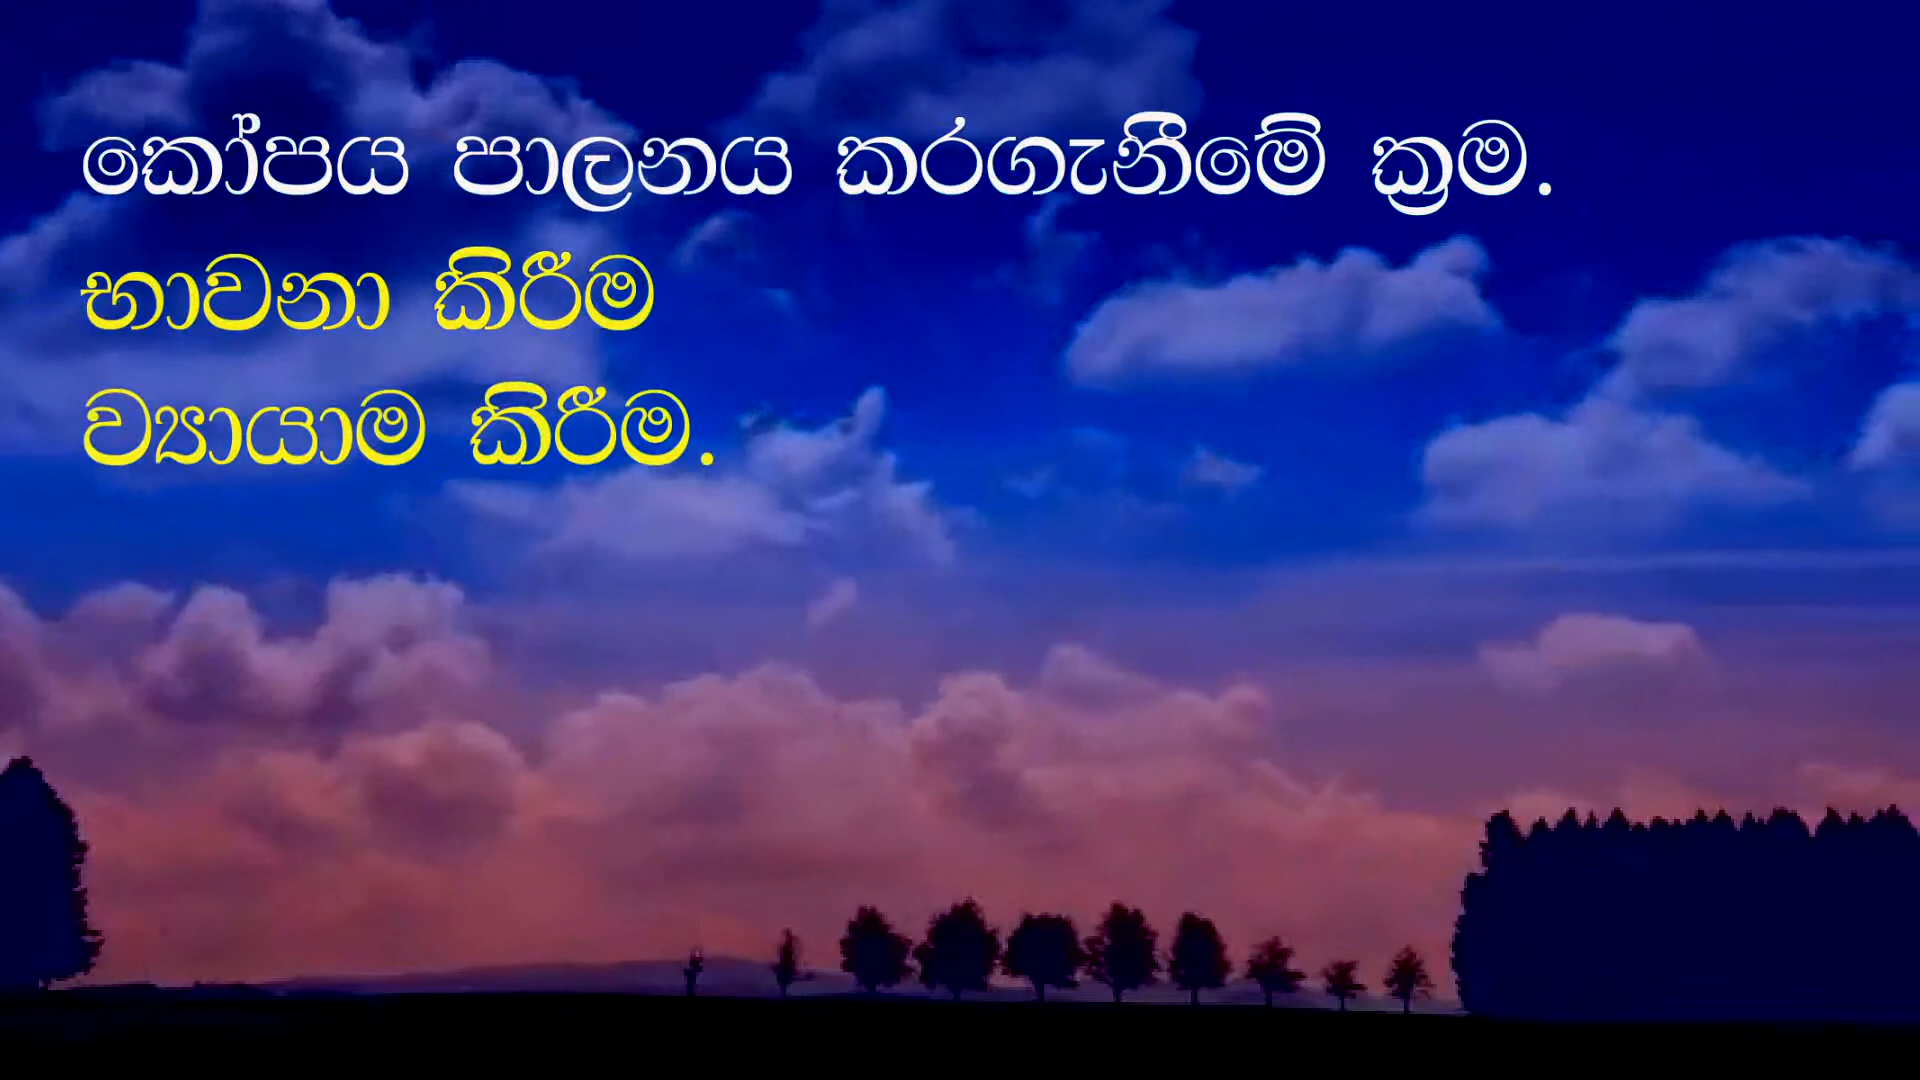 කෝපය පාලනය කරගැනීමේ ක්‍රම.
භාවනා කිරීම
ව්‍යායාම කිරීම.